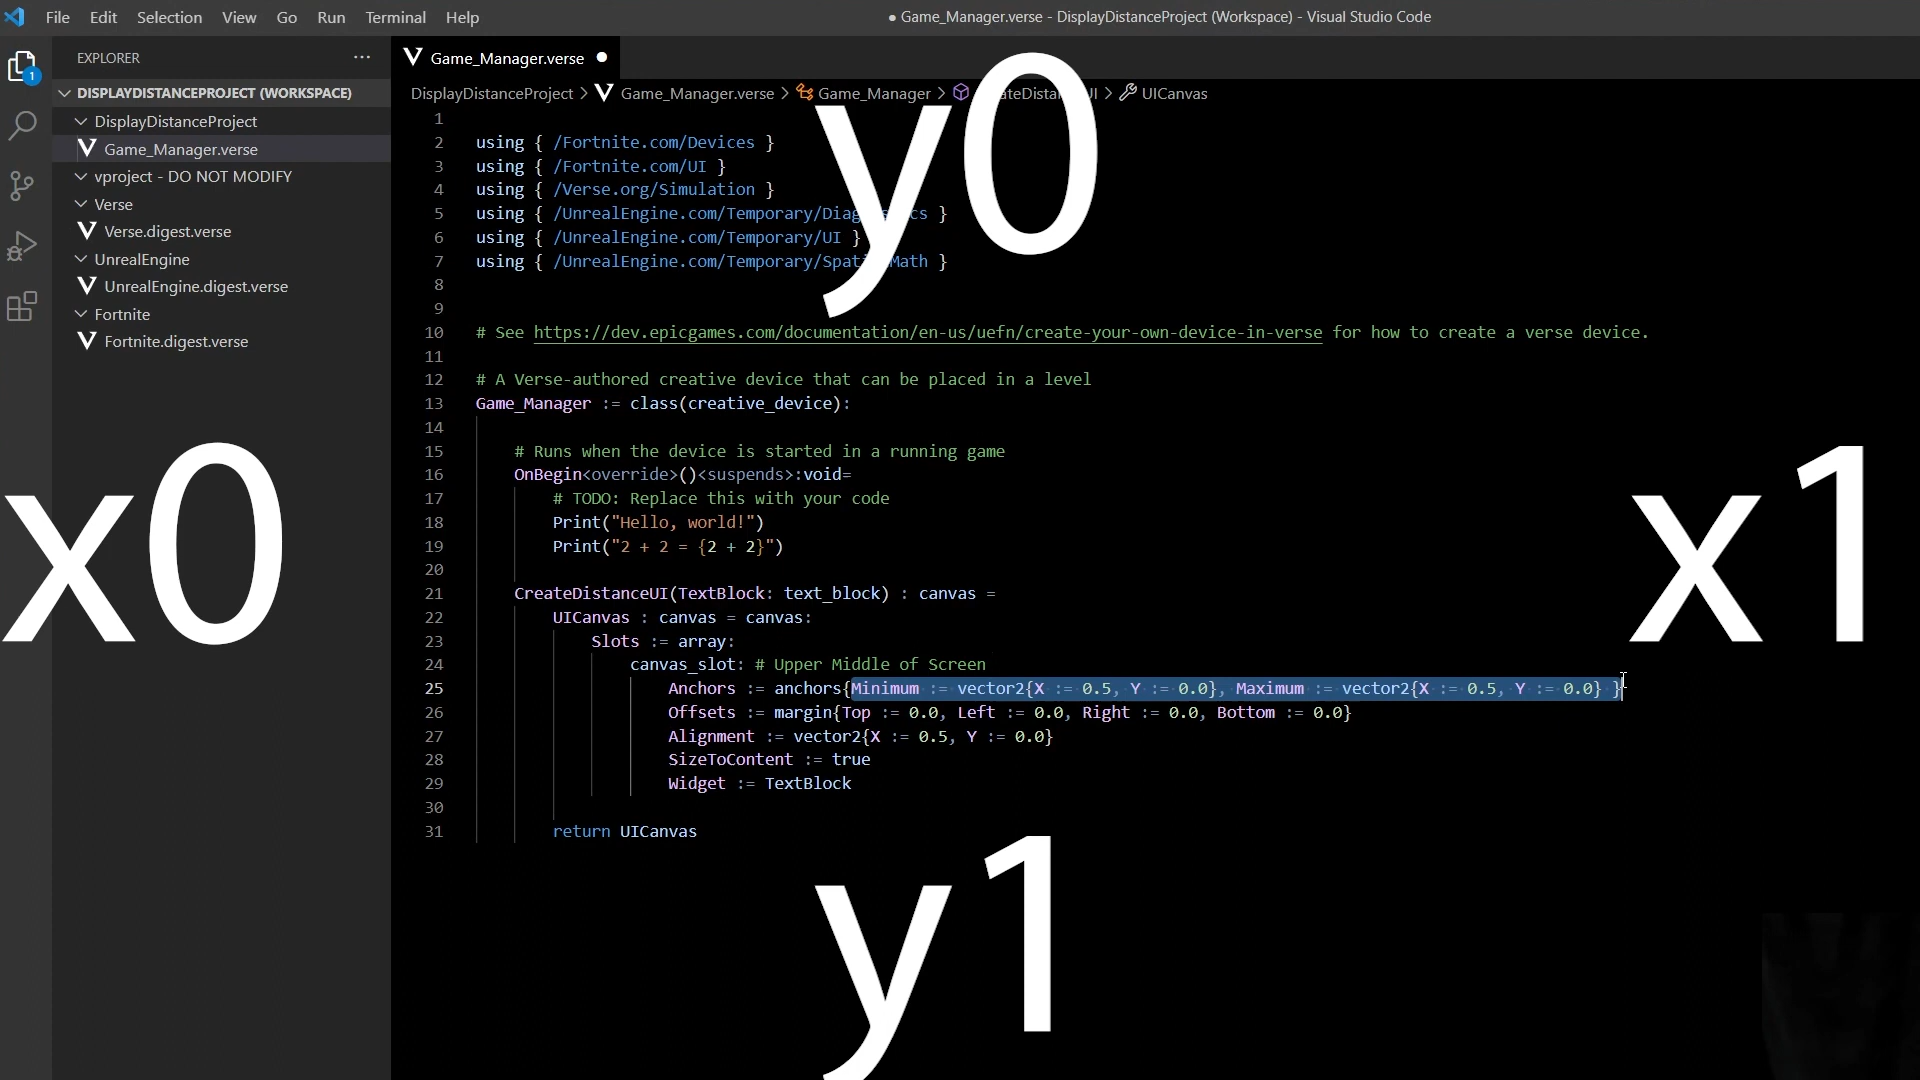 File Edit Selection View Go Run Terminal Help
● Game_Manager.verse - DisplayDistanceProject (Workspace) - Visual Studio Code
EXPLORER ···
1
DISPLAYDISTANCEPROJECT (WORKSPACE)
DisplayDistanceProject
Game_Manager.verse
vproject - DO NOT MODIFY
Verse
Verse.digest.verse
UnrealEngine
UnrealEngine.digest.verse
Fortnite
Fortnite.digest.verse
Game_Manager.verse ●
DisplayDistanceProject > Game_Manager.verse > Game_Manager > UICanvas
1
2 using { /Fortnite.com/Devices }
3 using { /Fortnite.com/UI }
4 using { /Verse.org/Simulation }
5 using { /UnrealEngine.com/Temporary/Diagnostics }
6 using { /UnrealEngine.com/Temporary/UI }
7 using { /UnrealEngine.com/Temporary/SpatialMath }
8
9
10 # See https://dev.epicgames.com/documentation/en-us/uefn/create-your-own-device-in-verse for how to create a verse device.
11
12 # A Verse-authored creative device that can be placed in a level
13 Game_Manager := class(creative_device):
14
15 # Runs when the device is started in a running game
16 OnBegin<override>()<suspends>:void=
17 # TODO: Replace this with your code
18 Print("Hello, world!")
19 Print("2 + 2 = {2 + 2}")
20
21 CreateDistanceUI(TextBlock: text_block) : canvas =
22 UICanvas : canvas = canvas:
23 Slots := array:
24 canvas_slot: # Upper Middle of Screen
25 Anchors := anchors{Minimum := vector2{X := 0.5, Y := 0.0}, Maximum := vector2{X := 0.5, Y := 0.0} }
26 Offsets := margin{Top := 0.0, Left := 0.0, Right := 0.0, Bottom := 0.0}
27 Alignment := vector2{X := 0.5, Y := 0.0}
28 SizeToContent := true
29 Widget := TextBlock
30
31 return UICanvas
y0
x0
x1
y1